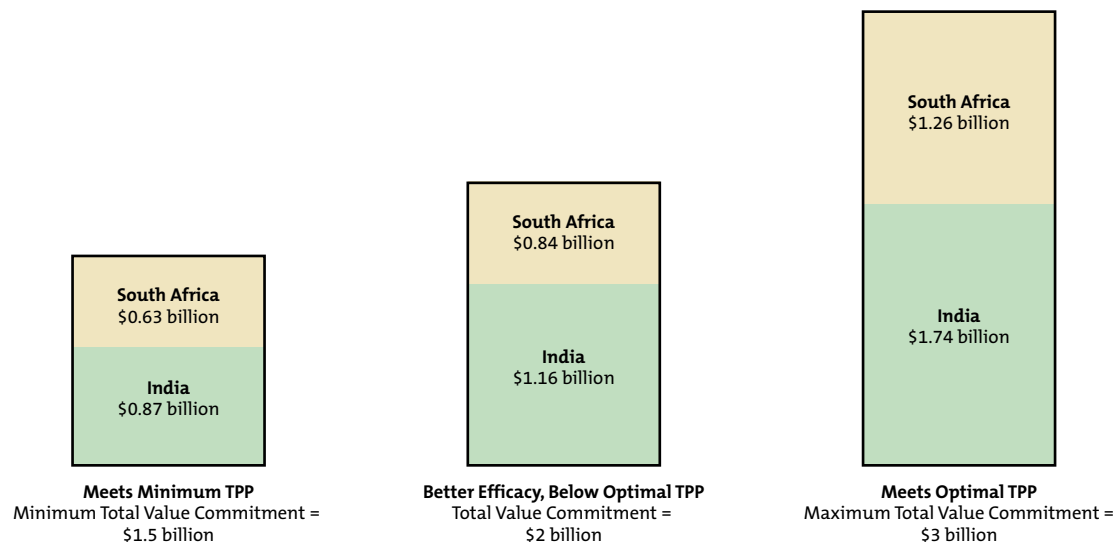 South Africa
$0.63 billion
India
$0.87 billion
Meets Minimum TPP
Minimum Total Value Commitment =
$1.5 billion
South Africa
$0.84 billion
India
$1.16 billion
Better Efficacy, Below Optimal TPP
Total Value Commitment =
$2 billion
South Africa
$1.26 billion
India
$1.74 billion
Meets Optimal TPP
Maximum Total Value Commitment =
$3 billion